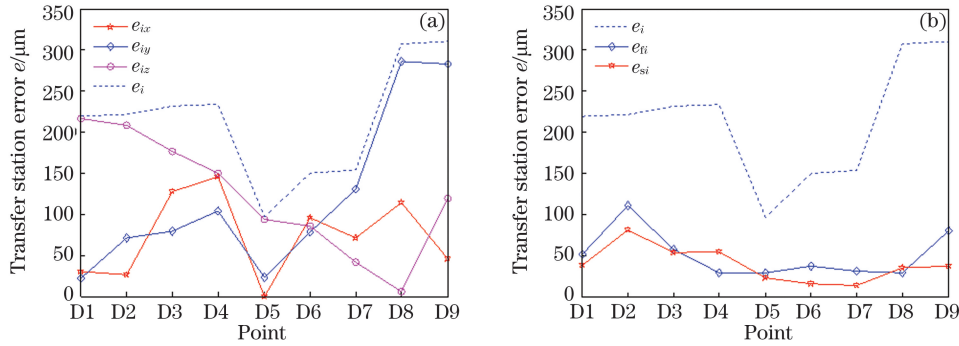 (a)
Transfer station error e/μm
350
300
250
200
150
100
50
0
e_ix
e_iy
e_iz
e_i
D1 D2 D3 D4 D5 D6 D7 D8 D9
Point
(b)
Transfer station error e/μm
350
300
250
200
150
100
50
0
e_i
e_fi
e_si
D1 D2 D3 D4 D5 D6 D7 D8 D9
Point